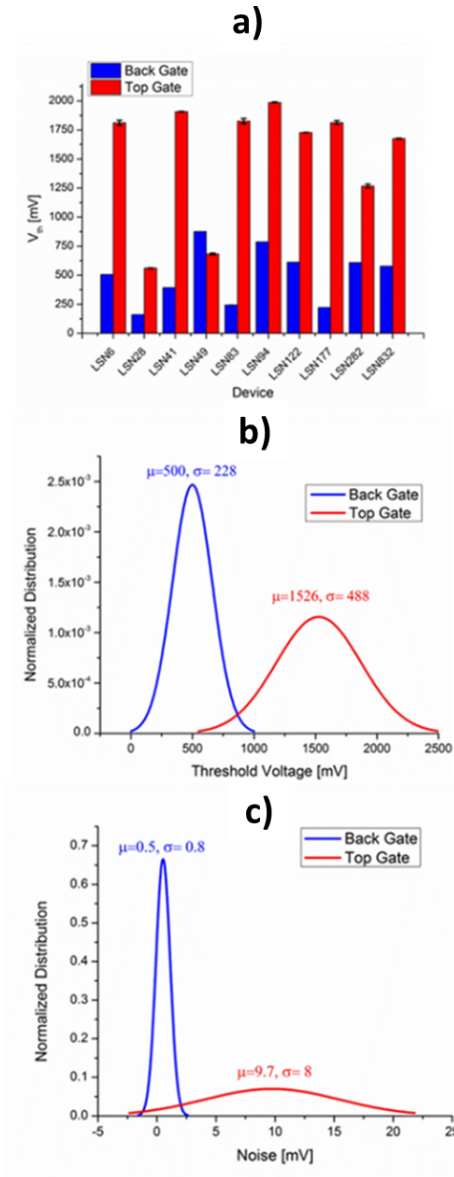 a)
Back Gate
Top Gate
2000
1750
1500
1250
1000
750
500
250
0
V_th [mV]
LSN6
LSN28
LSN41
LSN49
LSN83
LSN94
LSN122
LSN177
LSN282
LSN832
Device
b)
μ=500, σ= 228
Back Gate
Top Gate
μ=1526, σ= 488
2.5x10⁻³
2.0x10⁻³
1.5x10⁻³
1.0x10⁻³
5.0x10⁻⁴
0.0
Normalized Distribution
0
500
1000
1500
2000
2500
Threshold Voltage [mV]
c)
μ=0.5, σ= 0.8
Back Gate
Top Gate
μ=9.7, σ= 8
0.7
0.6
0.5
0.4
0.3
0.2
0.1
0.0
Normalized Distribution
-5
0
5
10
15
20
25
Noise [mV]